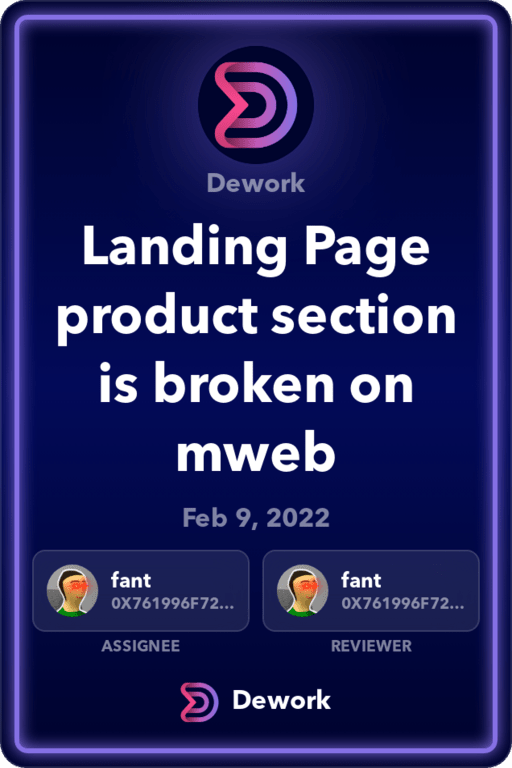 Dework
Landing Page
product section
is broken on
mweb
Feb 9, 2022
fant
0X761996F72...
ASSIGNEE
fant
0X761996F72...
REVIEWER
Dework